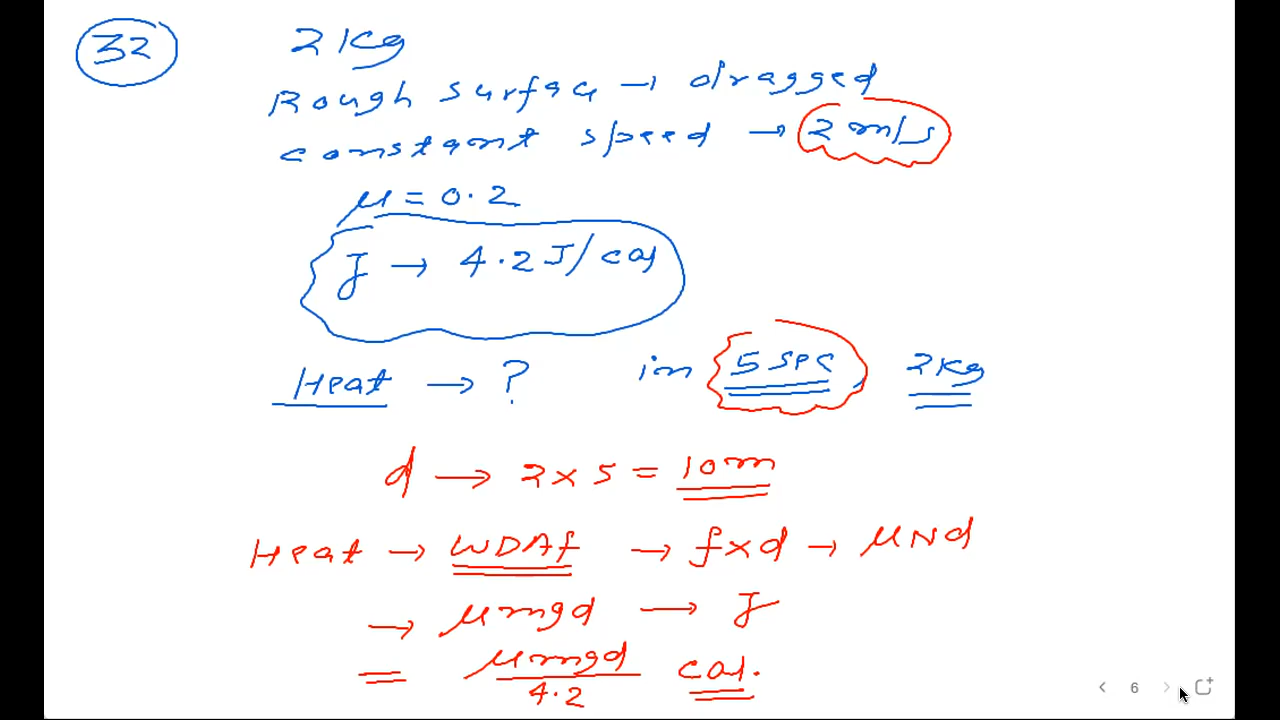 32
2 Kg
Rough surface → dragged
constant speed → 2 m/s
μ = 0.2
J → 4.2 J/cal
Heat → ? in 5 sec, 2 Kg
d → 2 × 5 = 10 m
Heat → WDAf → f × d → μNd
→ μmgd → J
= μmgd/4.2 cal.
6